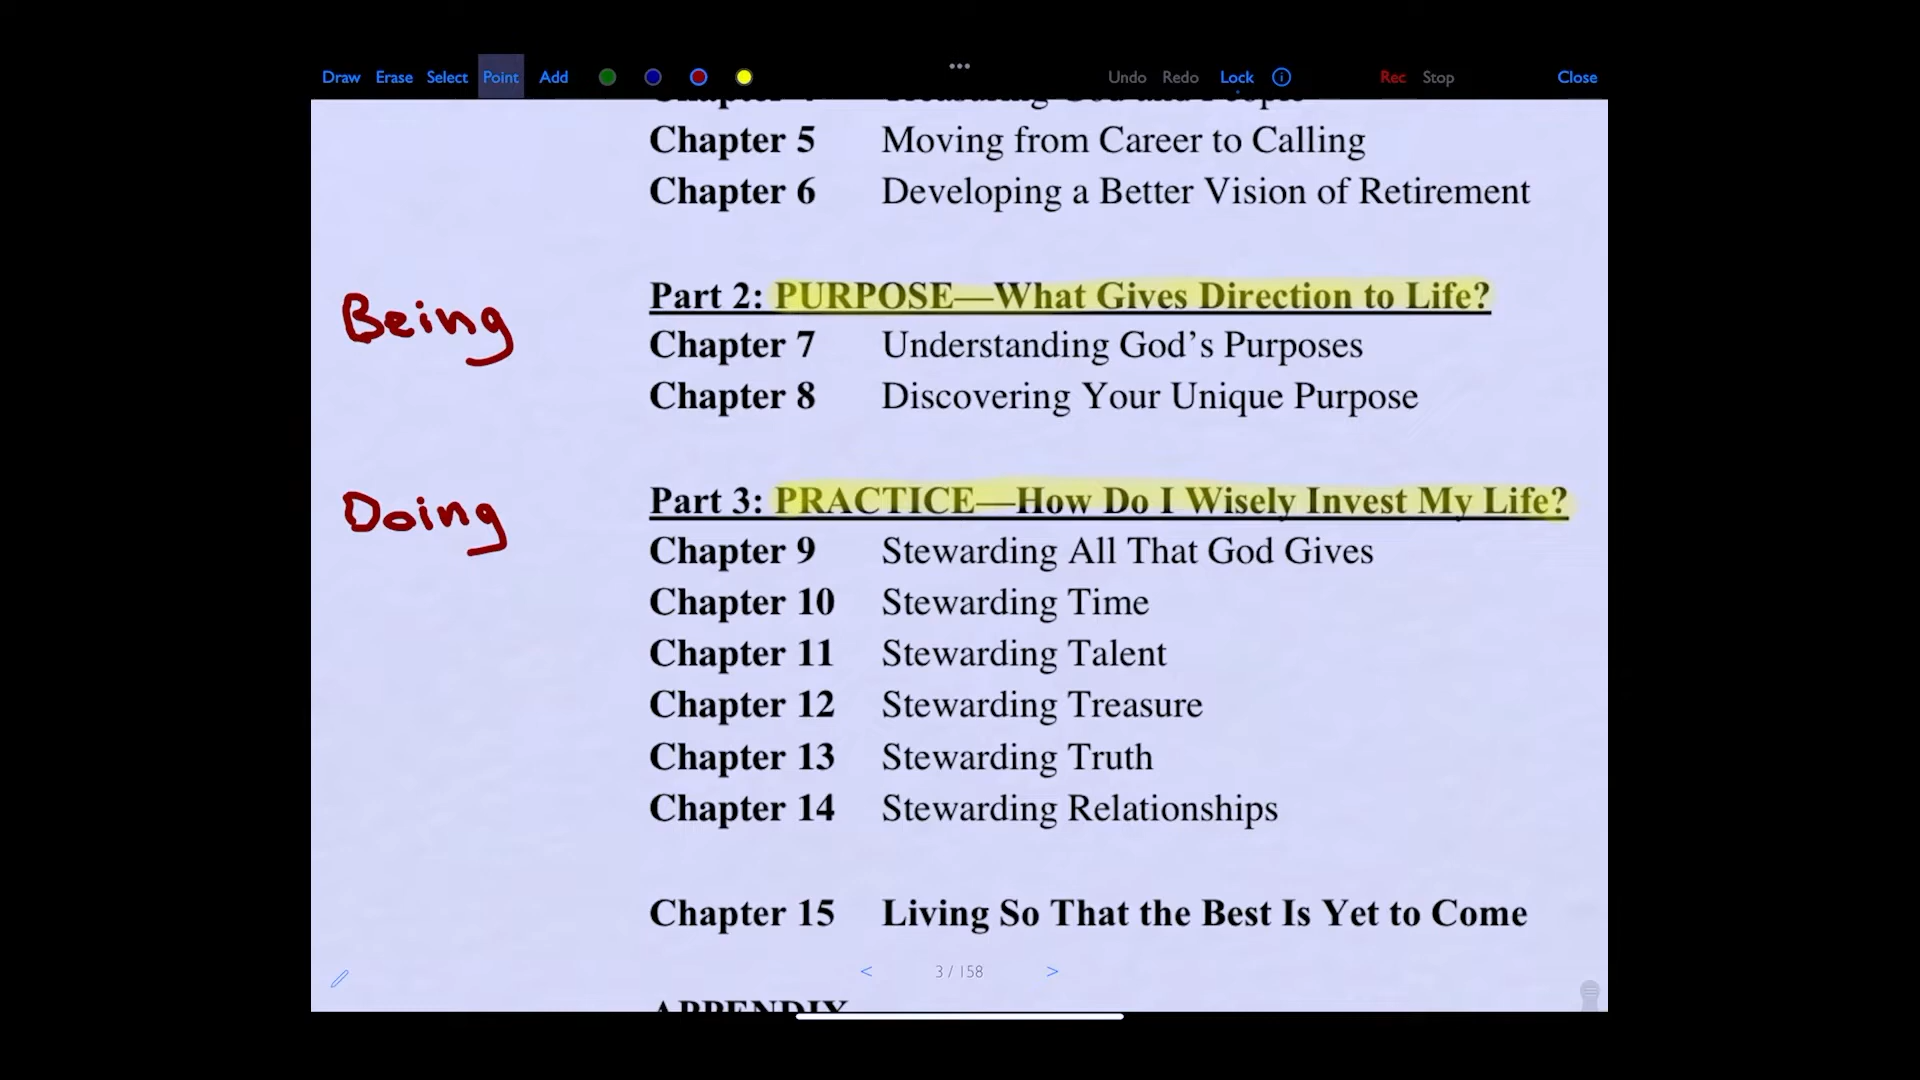 Draw Erase Select Point Add Undo Redo Lock Rec Stop Close
Chapter 5 Moving from Career to Calling
Chapter 6 Developing a Better Vision of Retirement
Being
Part 2: PURPOSE—What Gives Direction to Life?
Chapter 7 Understanding God's Purposes
Chapter 8 Discovering Your Unique Purpose
Doing
Part 3: PRACTICE—How Do I Wisely Invest My Life?
Chapter 9 Stewarding All That God Gives
Chapter 10 Stewarding Time
Chapter 11 Stewarding Talent
Chapter 12 Stewarding Treasure
Chapter 13 Stewarding Truth
Chapter 14 Stewarding Relationships
Chapter 15 Living So That the Best Is Yet to Come
< 3 / 158 >
APPENDIX